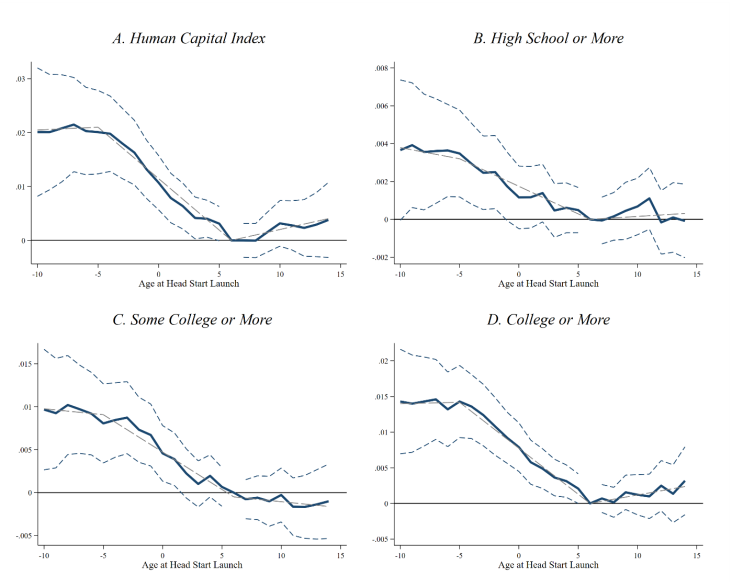 A. Human Capital Index
B. High School or More
.03
.02
.01
0
-10 -5 0 5 10 15
Age at Head Start Launch
.008
.006
.004
.002
0
-.002
-10 -5 0 5 10 15
Age at Head Start Launch
C. Some College or More
D. College or More
.015
.01
.005
0
-.005
-10 -5 0 5 10 15
Age at Head Start Launch
.02
.015
.01
.005
0
-.005
-10 -5 0 5 10 15
Age at Head Start Launch